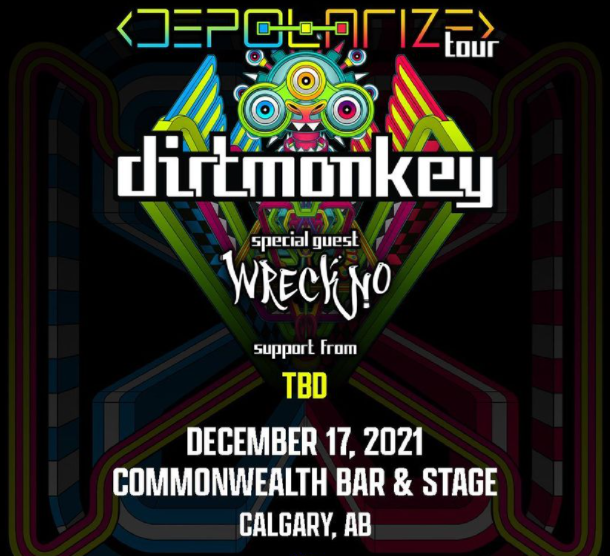 DEPOLARIZE
tour
dirtmonkey
special guest
WRECKNO
support from
TBD
DECEMBER 17, 2021
COMMONWEALTH BAR & STAGE
CALGARY, AB